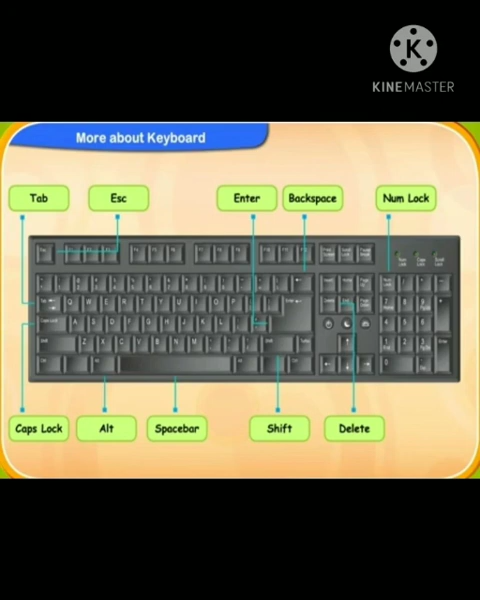 KINEMASTER
More about Keyboard
Tab
Esc
Enter
Backspace
Num Lock
Q W E R T Y U I O P
A S D F G H J K L
Z X C V B N M
Caps Lock
Alt
Spacebar
Shift
Delete